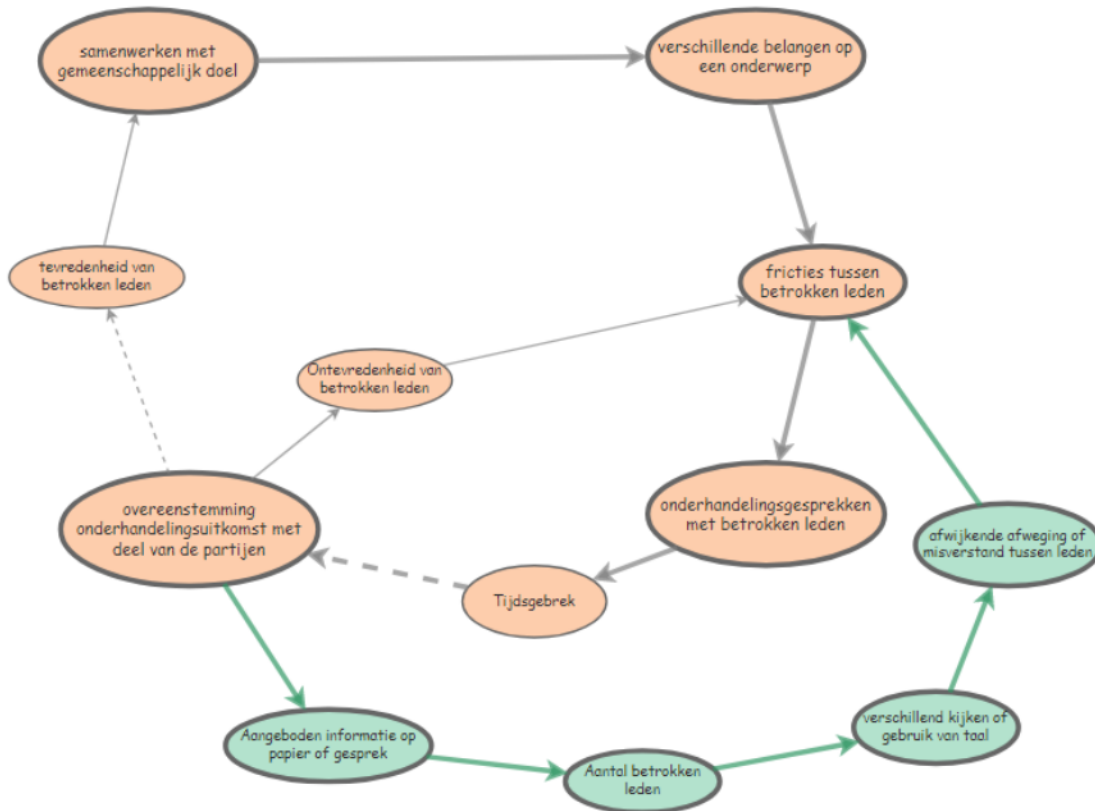 samenwerken met
gemeenschappelijk doel
verschillende belangen op
een onderwerp
tevredenheid van
betrokken leden
fricties tussen
betrokken leden
Ontevredenheid van
betrokken leden
overeenstemming
onderhandelingsuitkomst met
deel van de partijen
onderhandelingsgesprekken
met betrokken leden
afwijkende afweging of
misverstand tussen leden
Tijdsgebrek
Aangeboden informatie op
papier of gesprek
verschillend kijken of
gebruik van taal
Aantal betrokken
leden